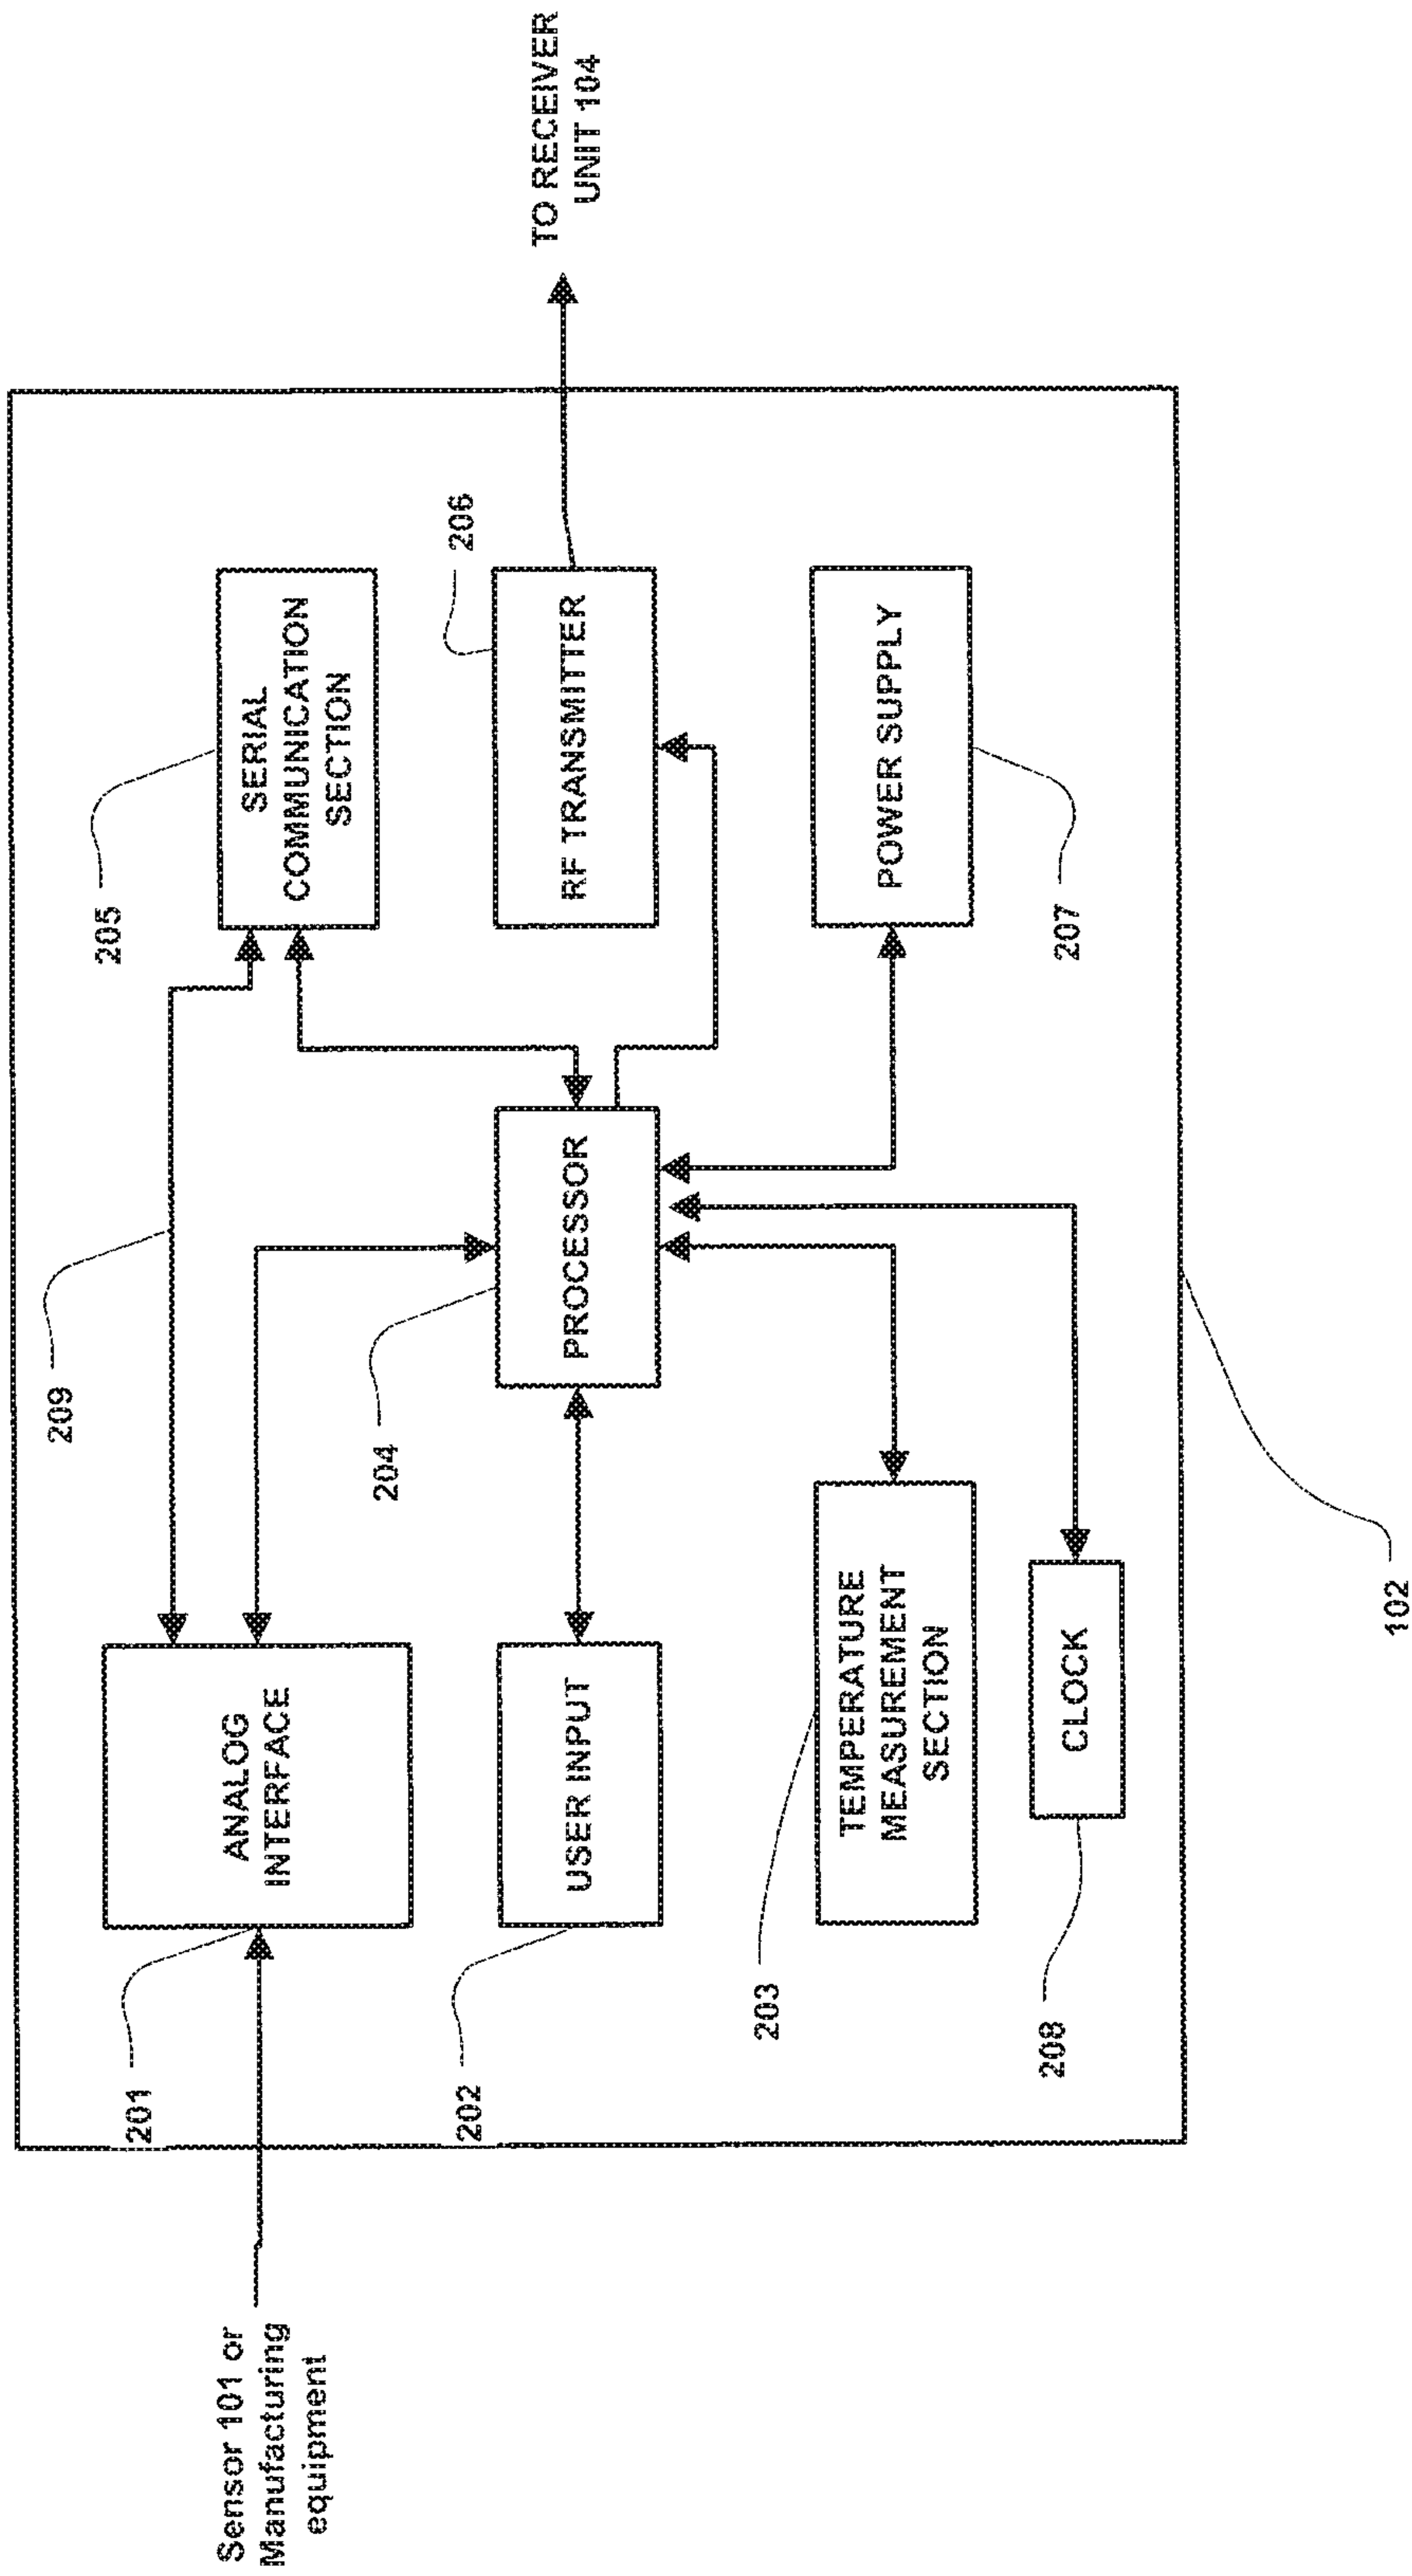 Sensor 101 or
Manufacturing
equipment
201
ANALOG
INTERFACE
209
205
SERIAL
COMMUNICATION
SECTION
202
USER INPUT
204
PROCESSOR
206
RF TRANSMITTER
TO RECEIVER
UNIT 104
203
TEMPERATURE
MEASUREMENT
SECTION
207
POWER SUPPLY
208
CLOCK
102